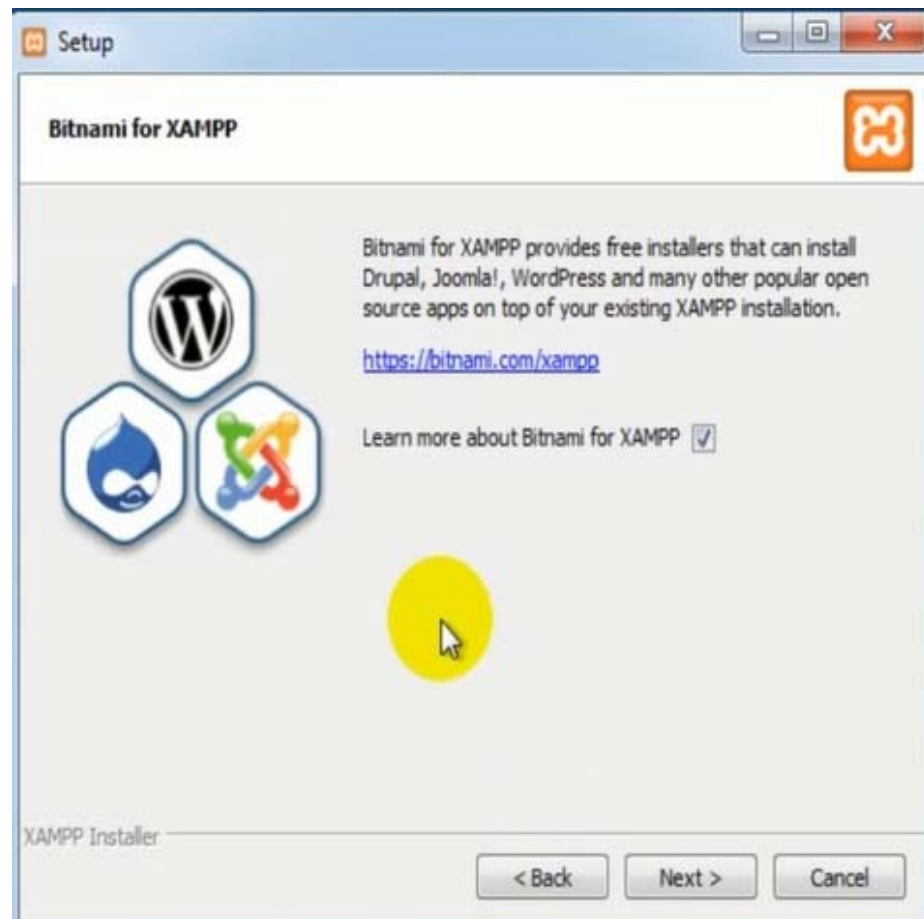 Setup
Bitnami for XAMPP
Bitnami for XAMPP provides free installers that can install
Drupal, Joomla!, WordPress and many other popular open
source apps on top of your existing XAMPP installation.
https://bitnami.com/xampp
Learn more about Bitnami for XAMPP
XAMPP Installer
< Back
Next >
Cancel